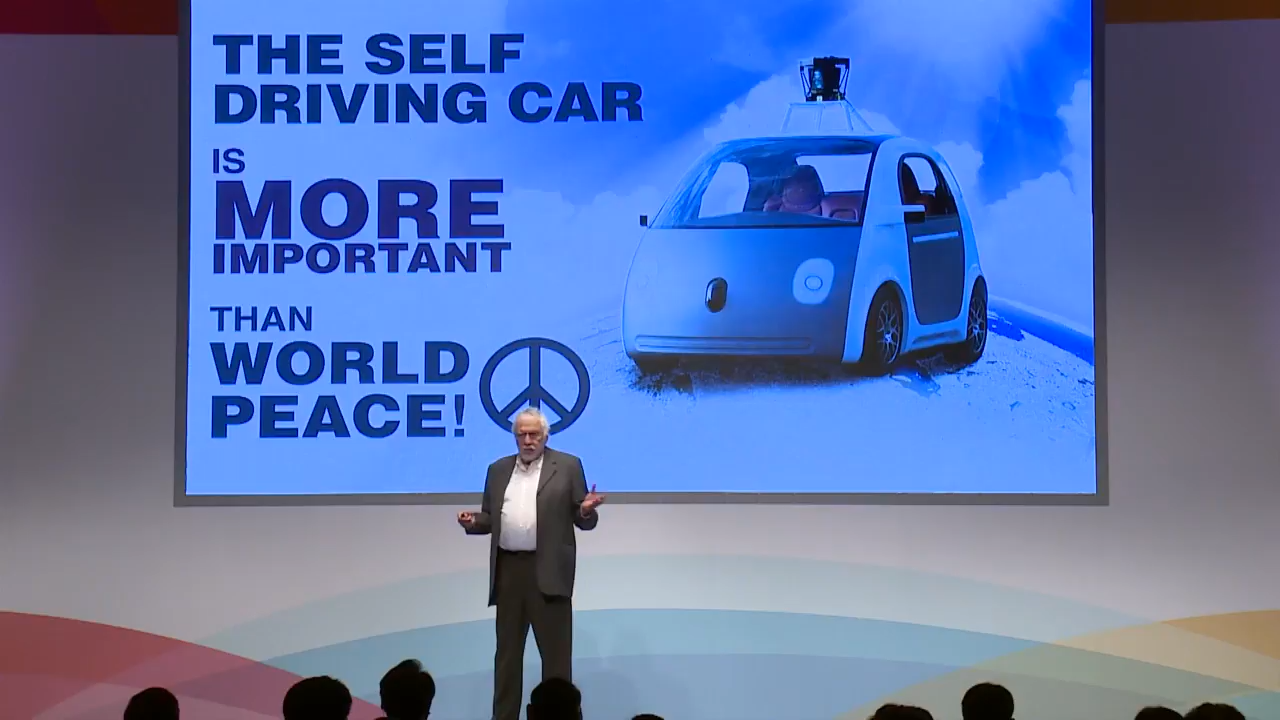 THE SELF
DRIVING CAR
IS
MORE
IMPORTANT
THAN
WORLD
PEACE!